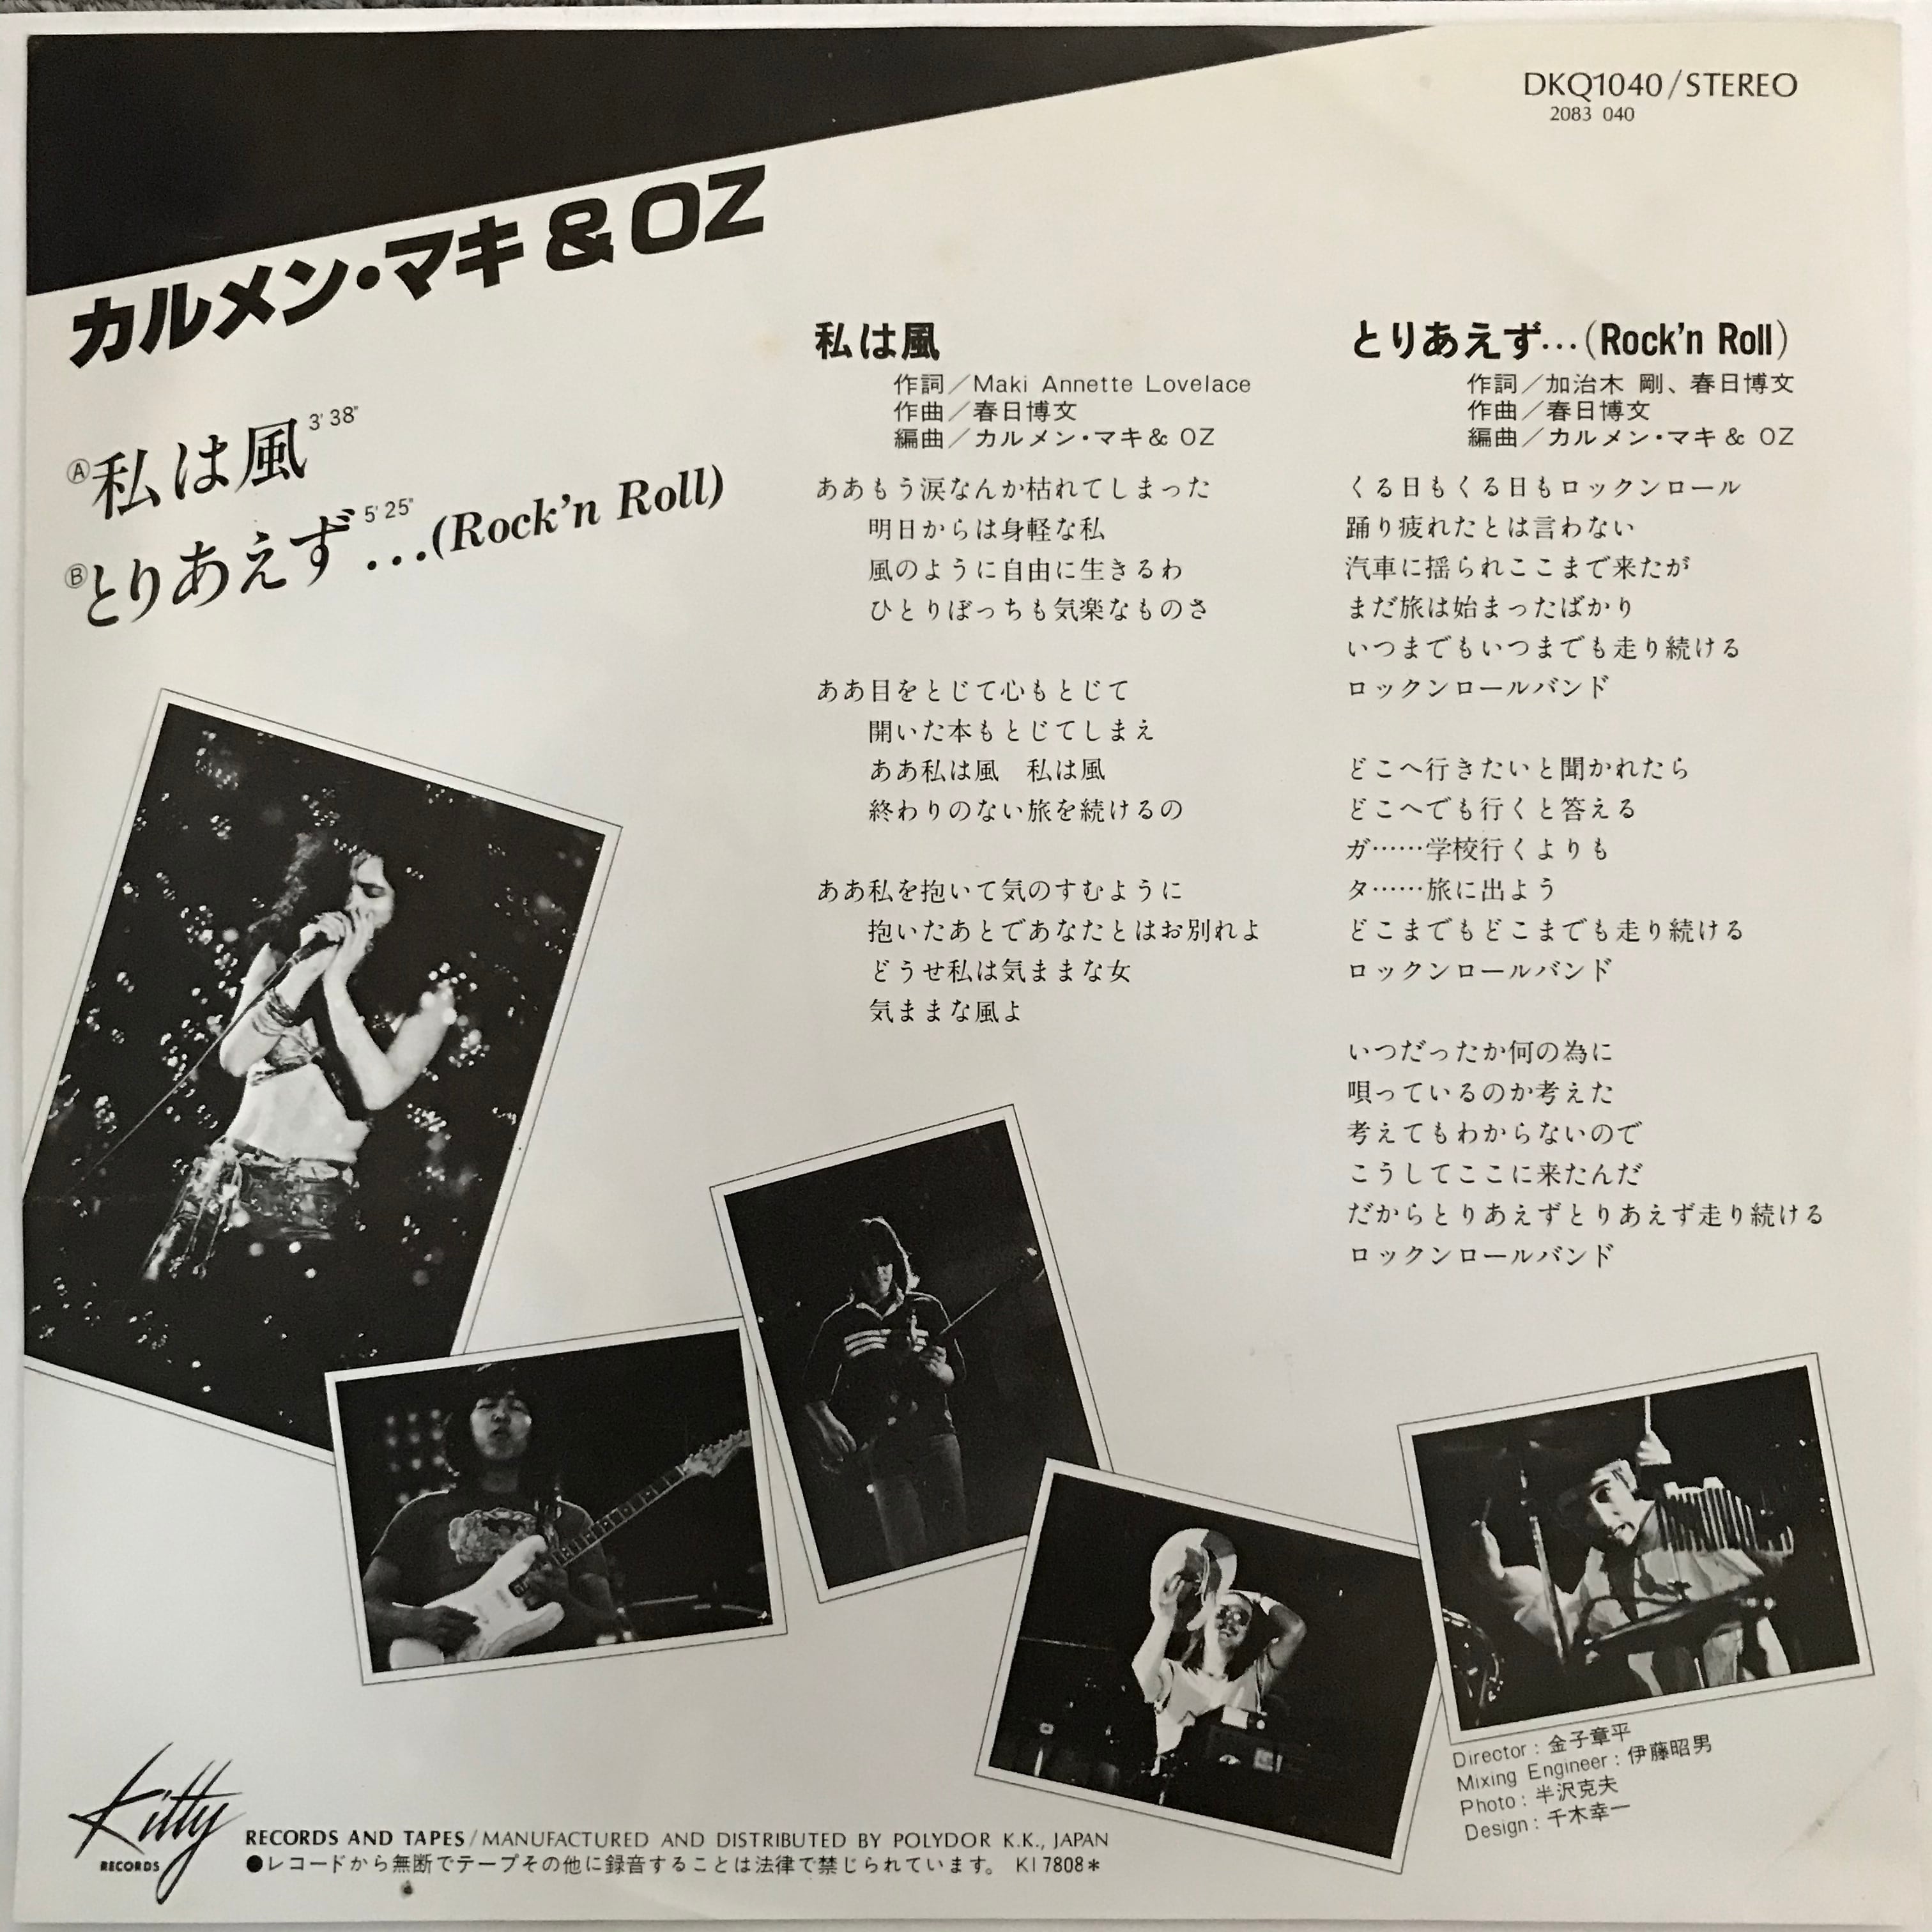 DKQ1040/STEREO
2083 040
カルメン・マキ&OZ
Ⓐ私は風 3'38"
Ⓑとりあえず…(Rock'n Roll) 5'25"
私は風
作詞／Maki Annette Lovelace
作曲／春日博文
編曲／カルメン・マキ& OZ
ああもう涙なんか枯れてしまった
明日からは身軽な私
風のように自由に生きるわ
ひとりぼっちも気楽なものさ
ああ目をとじて心もとじて
開いた本もとじてしまえ
ああ私は風　私は風
終わりのない旅を続けるの
ああ私を抱いて気のすむように
抱いたあとであなたとはお別れよ
どうせ私は気ままな女
気ままな風よ
とりあえず…(Rock'n Roll)
作詞／加治木 剛、春日博文
作曲／春日博文
編曲／カルメン・マキ& OZ
くる日もくる日もロックンロール
踊り疲れたとは言わない
汽車に揺られここまで来たが
まだ旅は始まったばかり
いつまでもいつまでも走り続ける
ロックンロールバンド
どこへ行きたいと聞かれたら
どこへでも行くと答える
ガ……学校行くよりも
タ……旅に出よう
どこまでもどこまでも走り続ける
ロックンロールバンド
いつだったか何の為に
唄っているのか考えた
考えてもわからないので
こうしてここに来たんだ
だからとりあえずとりあえず走り続ける
ロックンロールバンド
Director：金子章平
Mixing Engineer：伊藤昭男
Photo：半沢克夫
Design：千木幸一
Kitty
RECORDS
RECORDS AND TAPES/MANUFACTURED AND DISTRIBUTED BY POLYDOR K.K., JAPAN
●レコードから無断でテープその他に録音することは法律で禁じられています。 KI7808*